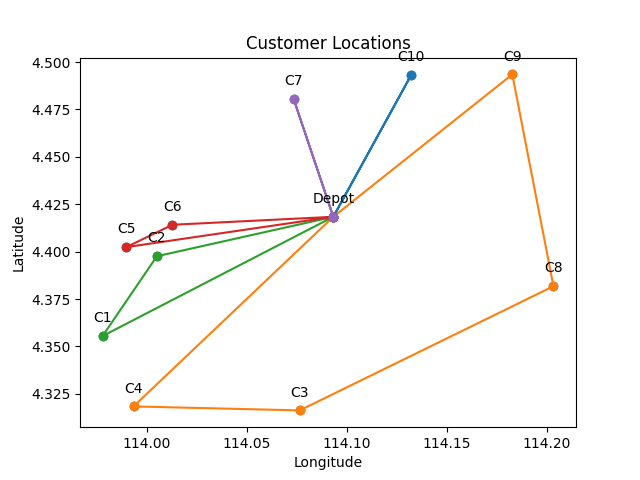 Customer Locations
C10
C9
4.500
C7
4.475
4.450
Depot
4.425
C6
C5
C2
4.400
C8
4.375
C1
4.350
C4
C3
4.325
Latitude
114.00
114.05
114.10
114.15
114.20
Longitude